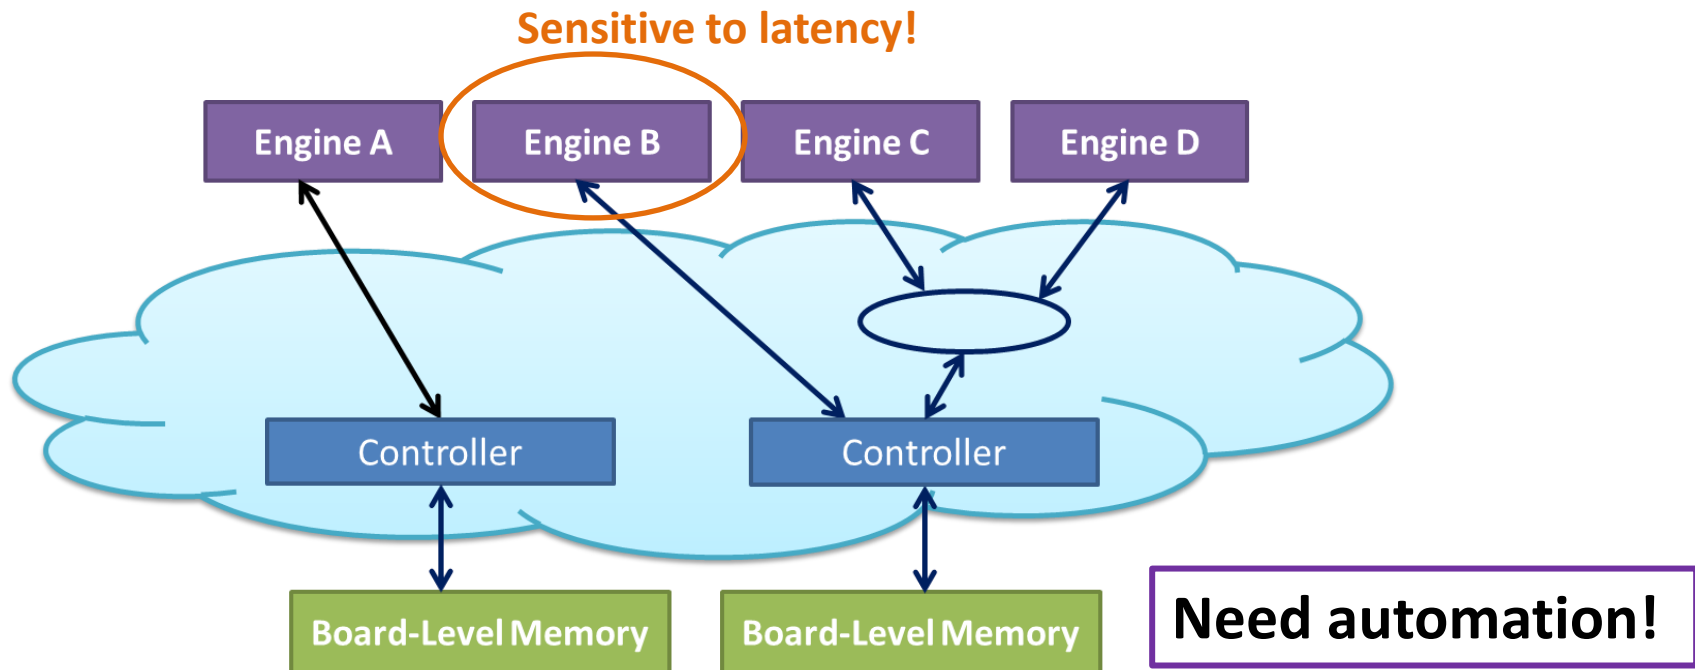 Sensitive to latency!
Engine A
Engine B
Engine C
Engine D
Controller
Controller
Board-Level Memory
Board-Level Memory
Need automation!